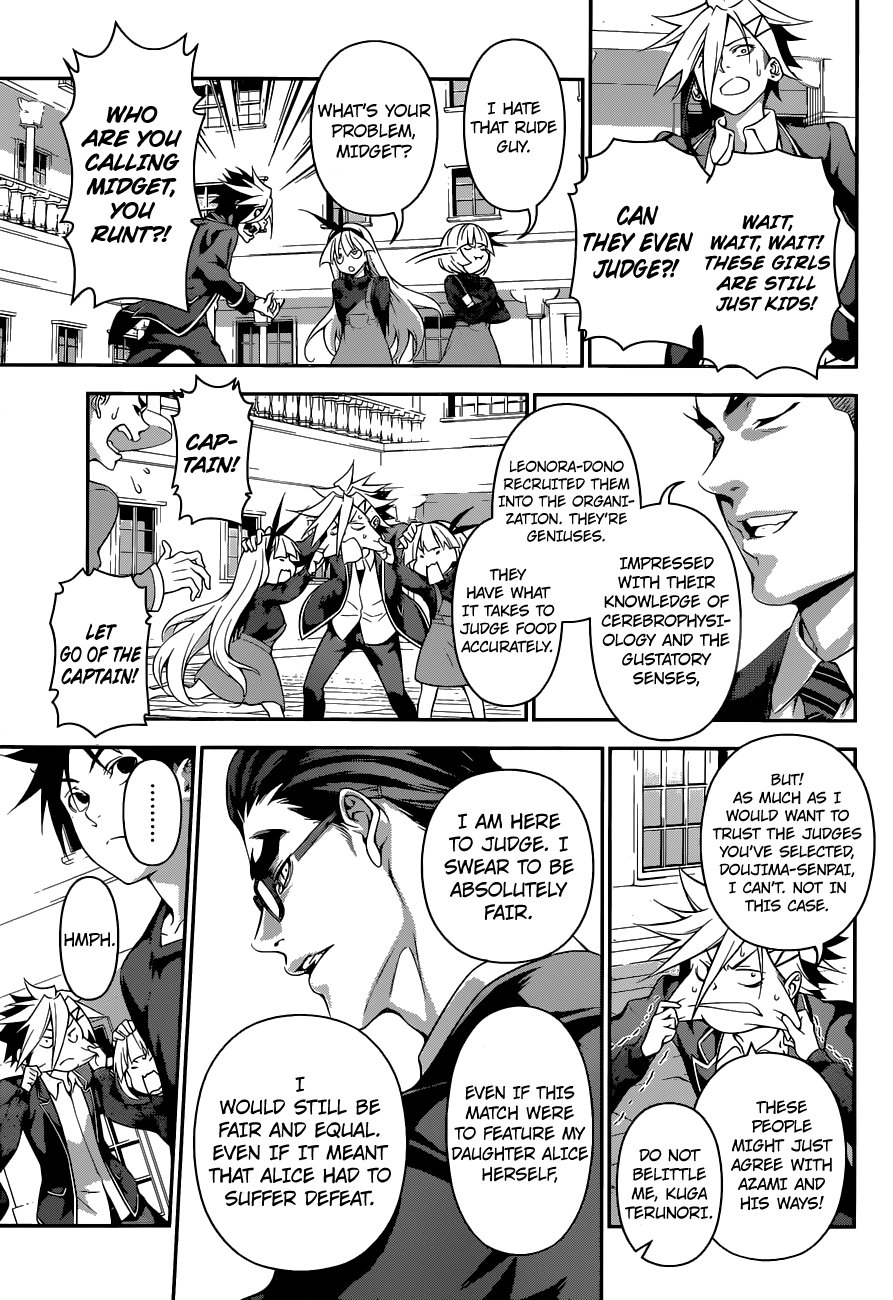 WAIT,
WAIT, WAIT!
THESE GIRLS
ARE STILL
JUST KIDS!
CAN
THEY EVEN
JUDGE?!
I HATE
THAT RUDE
GUY.
WHAT'S YOUR
PROBLEM,
MIDGET?
WHO
ARE YOU
CALLING
MIDGET,
YOU
RUNT?!
IMPRESSED
WITH THEIR
KNOWLEDGE OF
CEREBROPHYSI-
OLOGY AND THE
GUSTATORY
SENSES,
LEONORA-DONO
RECRUITED THEM
INTO THE ORGANI-
ZATION. THEY'RE
GENIUSES.
THEY
HAVE WHAT
IT TAKES TO
JUDGE FOOD
ACCURATELY.
CAP-
TAIN!
LET
GO OF THE
CAPTAIN!
BUT!
AS MUCH AS I
WOULD WANT TO
TRUST THE JUDGES
YOU'VE SELECTED,
DOUJIMA-SENPAI,
I CAN'T. NOT IN
THIS CASE.
THESE
PEOPLE
MIGHT JUST
AGREE WITH
AZAMI AND
HIS WAYS!
DO NOT
BELITTLE
ME, KUGA
TERUNORI.
I AM HERE
TO JUDGE. I
SWEAR TO BE
ABSOLUTELY
FAIR.
EVEN IF THIS
MATCH WERE
TO FEATURE MY
DAUGHTER ALICE
HERSELF,
I
WOULD STILL BE
FAIR AND EQUAL.
EVEN IF IT MEANT
THAT ALICE HAD TO
SUFFER DEFEAT.
.........
HMPH.